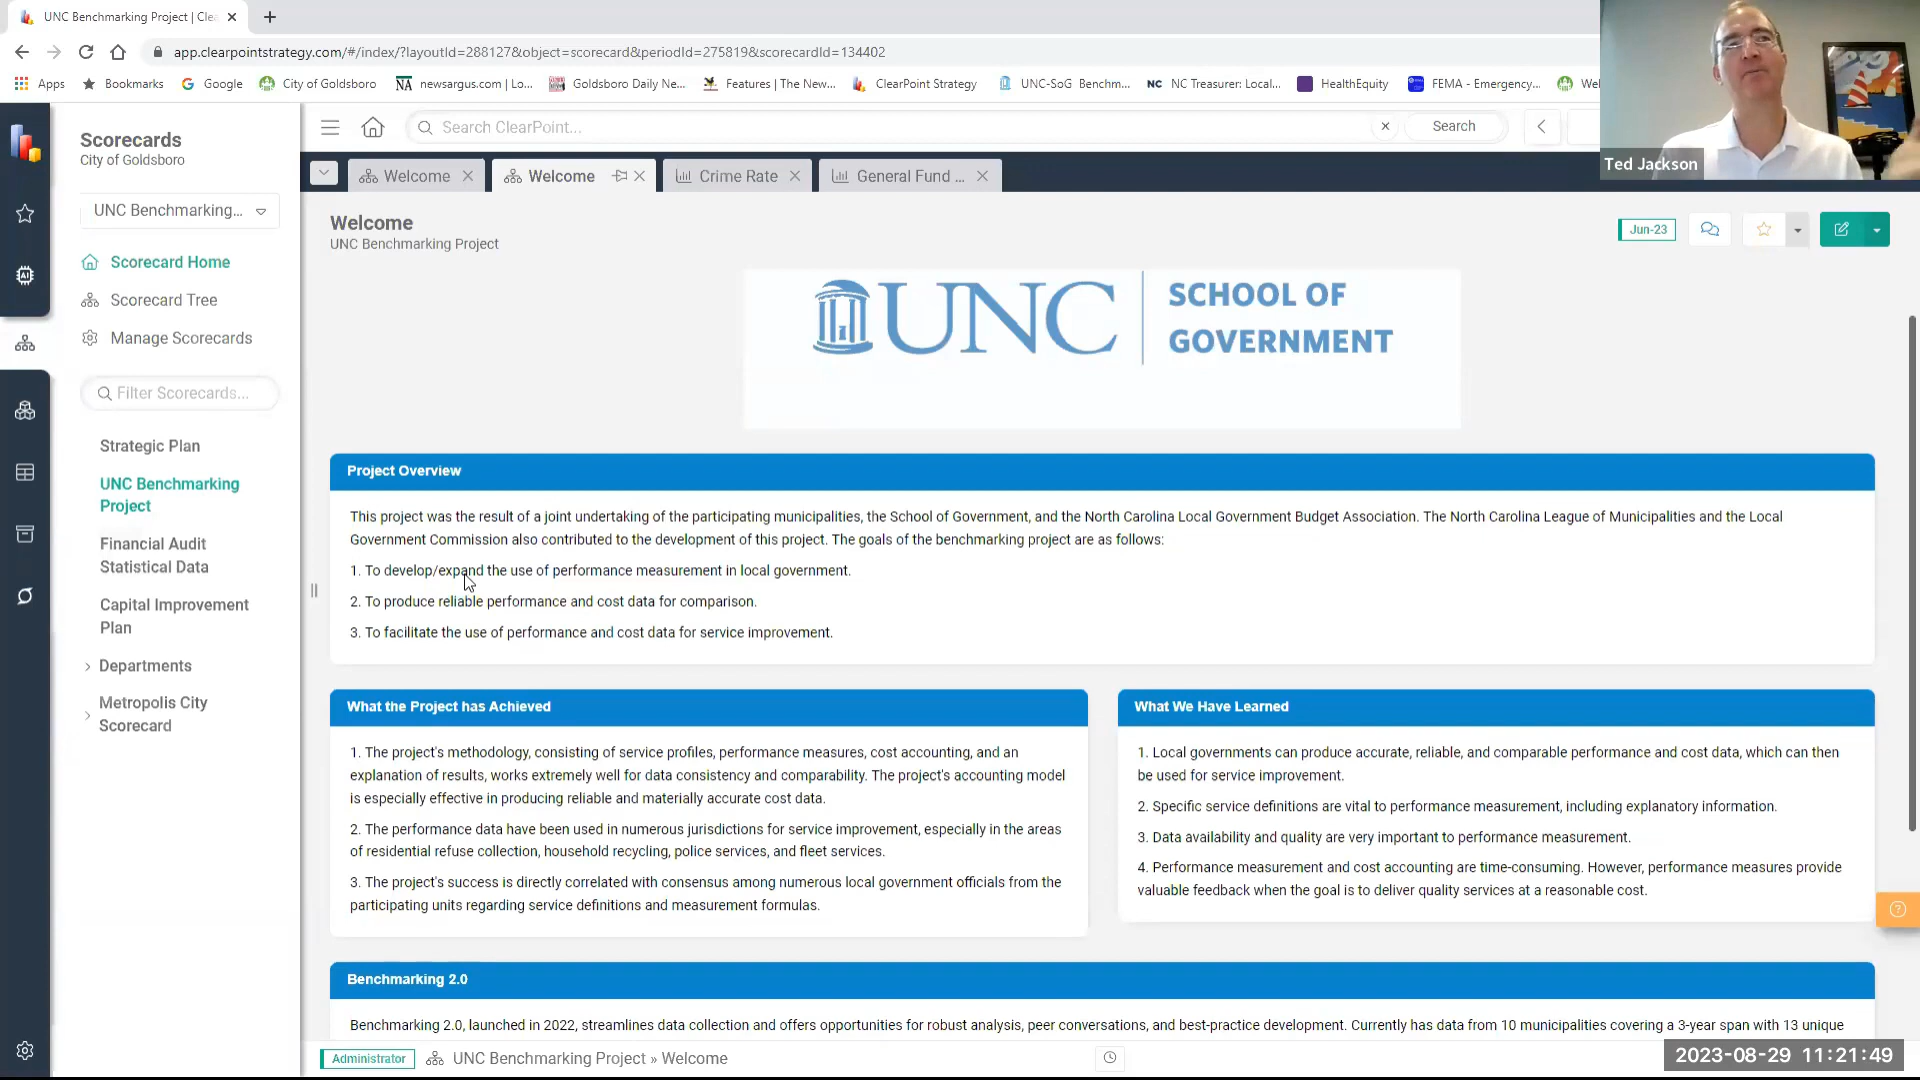 UNC Benchmarking Project | Clea
app.clearpointstrategy.com/#/index/?layoutId=288127&object=scorecard&periodId=275819&scorecardId=134402
Apps
Bookmarks
Google
City of Goldsboro
NA newsargus.com | Lo...
Goldsboro Daily Ne...
Features | The New...
ClearPoint Strategy
UNC-SoG Benchm...
NC NC Treasurer: Local...
HealthEquity
FEMA - Emergency...
Wel
Ted Jackson
Scorecards
City of Goldsboro
UNC Benchmarking...
Scorecard Home
Scorecard Tree
Manage Scorecards
Filter Scorecards...
Strategic Plan
UNC Benchmarking
Project
Financial Audit
Statistical Data
Capital Improvement
Plan
Departments
Metropolis City
Scorecard
AI
Search ClearPoint...
Search
Welcome
Welcome
Crime Rate
General Fund ...
Welcome
UNC Benchmarking Project
Jun-23
UNC
SCHOOL OF
GOVERNMENT
Project Overview
This project was the result of a joint undertaking of the participating municipalities, the School of Government, and the North Carolina Local Government Budget Association. The North Carolina League of Municipalities and the Local
Government Commission also contributed to the development of this project. The goals of the benchmarking project are as follows:
1. To develop/expand the use of performance measurement in local government.
2. To produce reliable performance and cost data for comparison.
3. To facilitate the use of performance and cost data for service improvement.
What the Project has Achieved
1. The project's methodology, consisting of service profiles, performance measures, cost accounting, and an
explanation of results, works extremely well for data consistency and comparability. The project's accounting model
is especially effective in producing reliable and materially accurate cost data.
2. The performance data have been used in numerous jurisdictions for service improvement, especially in the areas
of residential refuse collection, household recycling, police services, and fleet services.
3. The project's success is directly correlated with consensus among numerous local government officials from the
participating units regarding service definitions and measurement formulas.
What We Have Learned
1. Local governments can produce accurate, reliable, and comparable performance and cost data, which can then
be used for service improvement.
2. Specific service definitions are vital to performance measurement, including explanatory information.
3. Data availability and quality are very important to performance measurement.
4. Performance measurement and cost accounting are time-consuming. However, performance measures provide
valuable feedback when the goal is to deliver quality services at a reasonable cost.
Benchmarking 2.0
Benchmarking 2.0, launched in 2022, streamlines data collection and offers opportunities for robust analysis, peer conversations, and best-practice development. Currently has data from 10 municipalities covering a 3-year span with 13 unique
Administrator
UNC Benchmarking Project » Welcome
2023-08-29 11:21:49